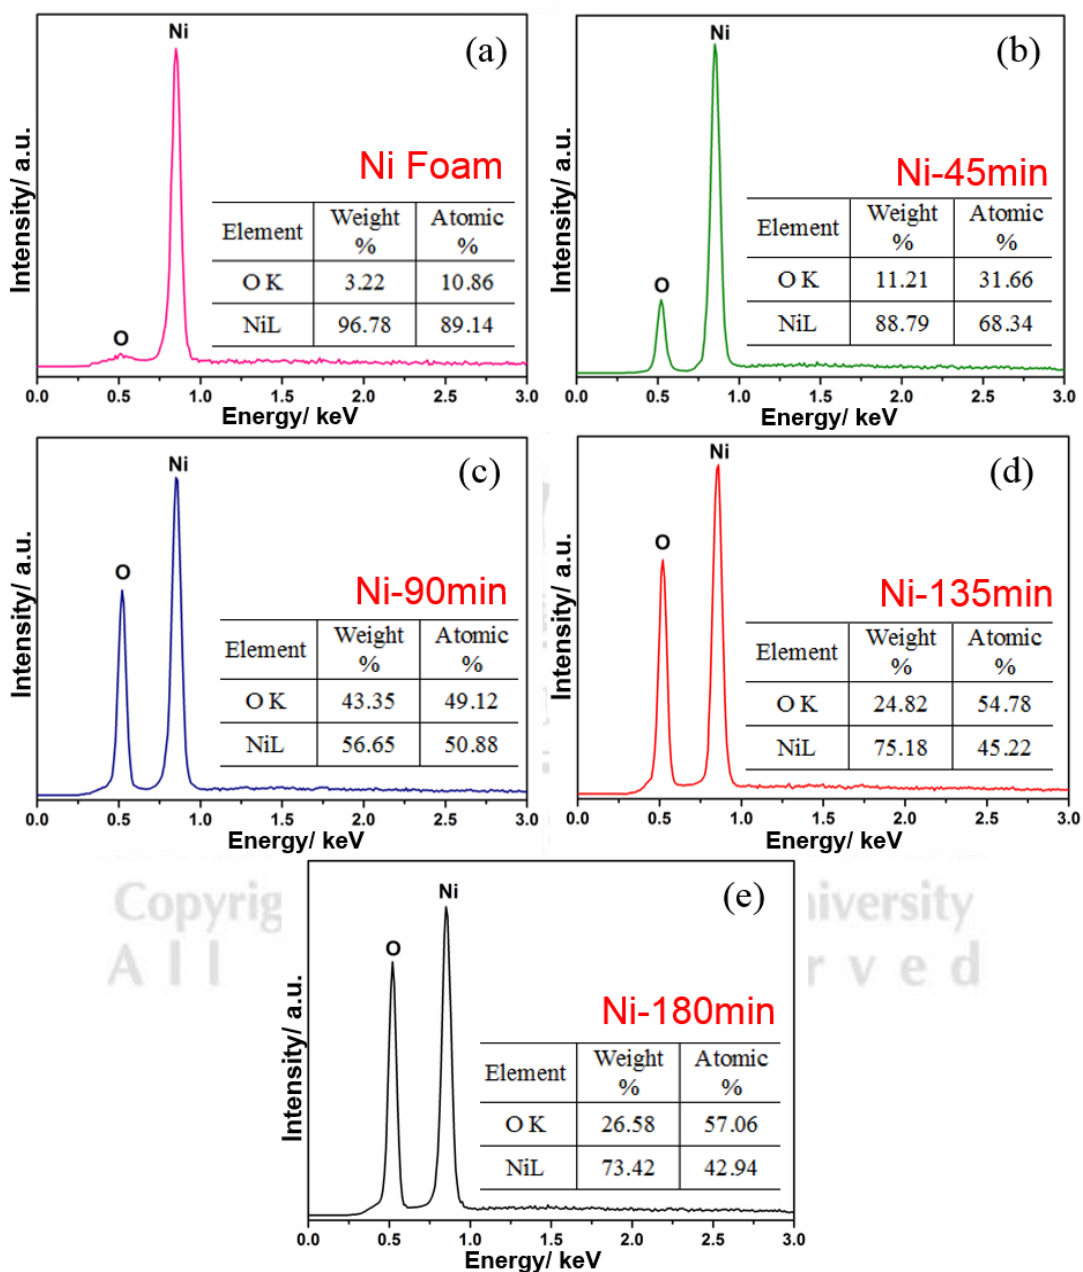 Ni
(a)
Ni Foam
Element Weight % Atomic %
O K 3.22 10.86
NiL 96.78 89.14
O
Intensity/ a.u.
0.0 0.5 1.0 1.5 2.0 2.5 3.0
Energy/ keV
Ni
(b)
Ni-45min
Element Weight % Atomic %
O K 11.21 31.66
NiL 88.79 68.34
O
Intensity/ a.u.
0.0 0.5 1.0 1.5 2.0 2.5 3.0
Energy/ keV
Ni
(c)
O
Ni-90min
Element Weight % Atomic %
O K 43.35 49.12
NiL 56.65 50.88
Intensity/ a.u.
0.0 0.5 1.0 1.5 2.0 2.5 3.0
Energy/ keV
Ni
(d)
O
Ni-135min
Element Weight % Atomic %
O K 24.82 54.78
NiL 75.18 45.22
Intensity/ a.u.
0.0 0.5 1.0 1.5 2.0 2.5 3.0
Energy/ keV
Ni
(e)
O
Ni-180min
Element Weight % Atomic %
O K 26.58 57.06
NiL 73.42 42.94
Intensity/ a.u.
0.0 0.5 1.0 1.5 2.0 2.5 3.0
Energy/ keV
Copyrig niversity
All rved